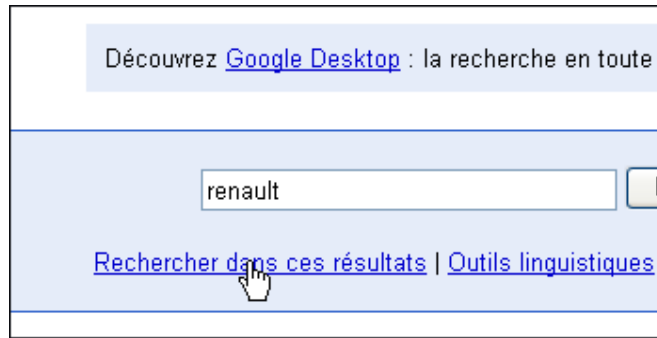 Découvrez Google Desktop : la recherche en toute
renault
Rechercher dans ces résultats | Outils linguistiques